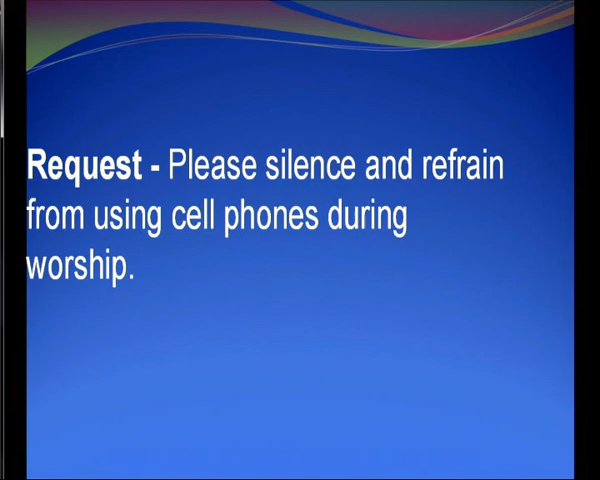 Request - Please silence and refrain
from using cell phones during
worship.